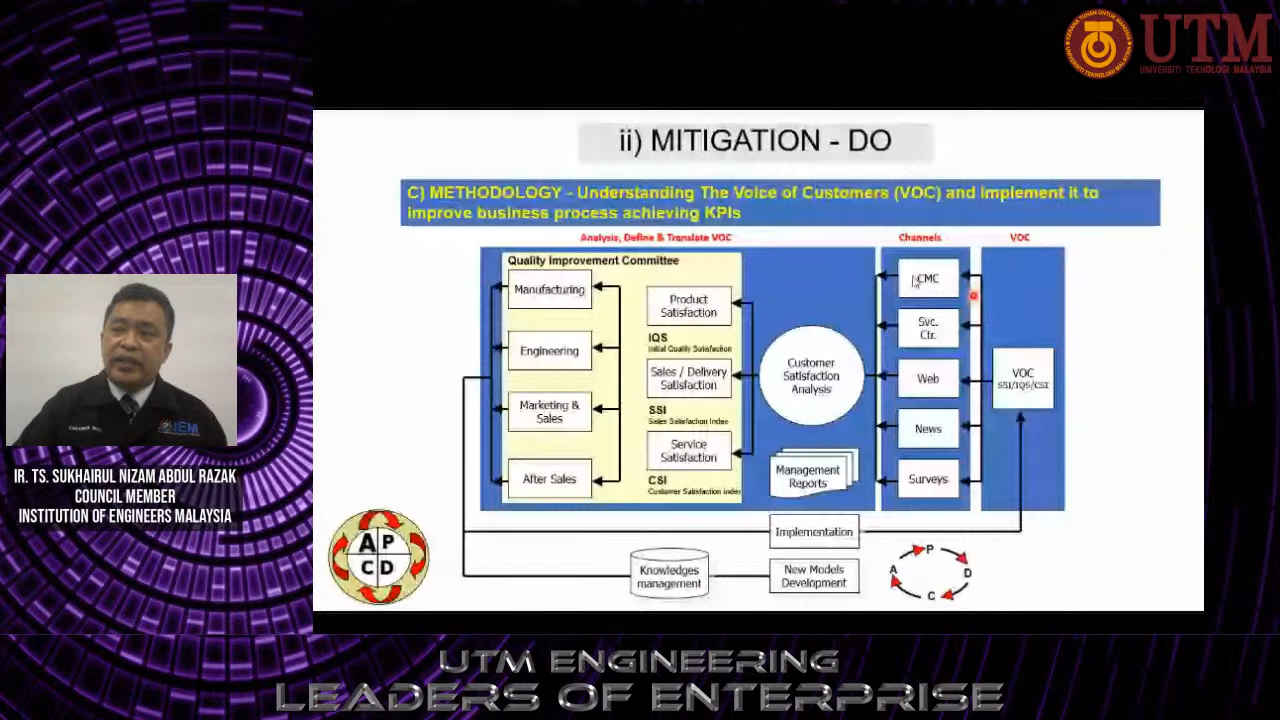 UTM
UNIVERSITI TEKNOLOGI MALAYSIA
ii) MITIGATION - DO
C) METHODOLOGY - Understanding The Voice of Customers (VOC) and implement it to
improve business process achieving KPIs
Analysis, Define & Translate VOC
Channels
VOC
Quality Improvement Committee
Manufacturing
Engineering
Marketing &
Sales
After Sales
Product
Satisfaction
IQS
Initial Quality Satisfaction
Sales / Delivery
Satisfaction
SSI
Sales Satisfaction Index
Service
Satisfaction
CSI
Customer Satisfaction Index
Customer
Satisfaction
Analysis
Management
Reports
CMC
Svc.
Ctr.
Web
News
Surveys
VOC
SSI/IQS/CSI
Implementation
Knowledges
management
New Models
Development
A P
C D
P
A D
C
IEM
IR. TS. SUKHAIRUL NIZAM ABDUL RAZAK
COUNCIL MEMBER
INSTITUTION OF ENGINEERS MALAYSIA
UTM ENGINEERING
LEADERS OF ENTERPRISE